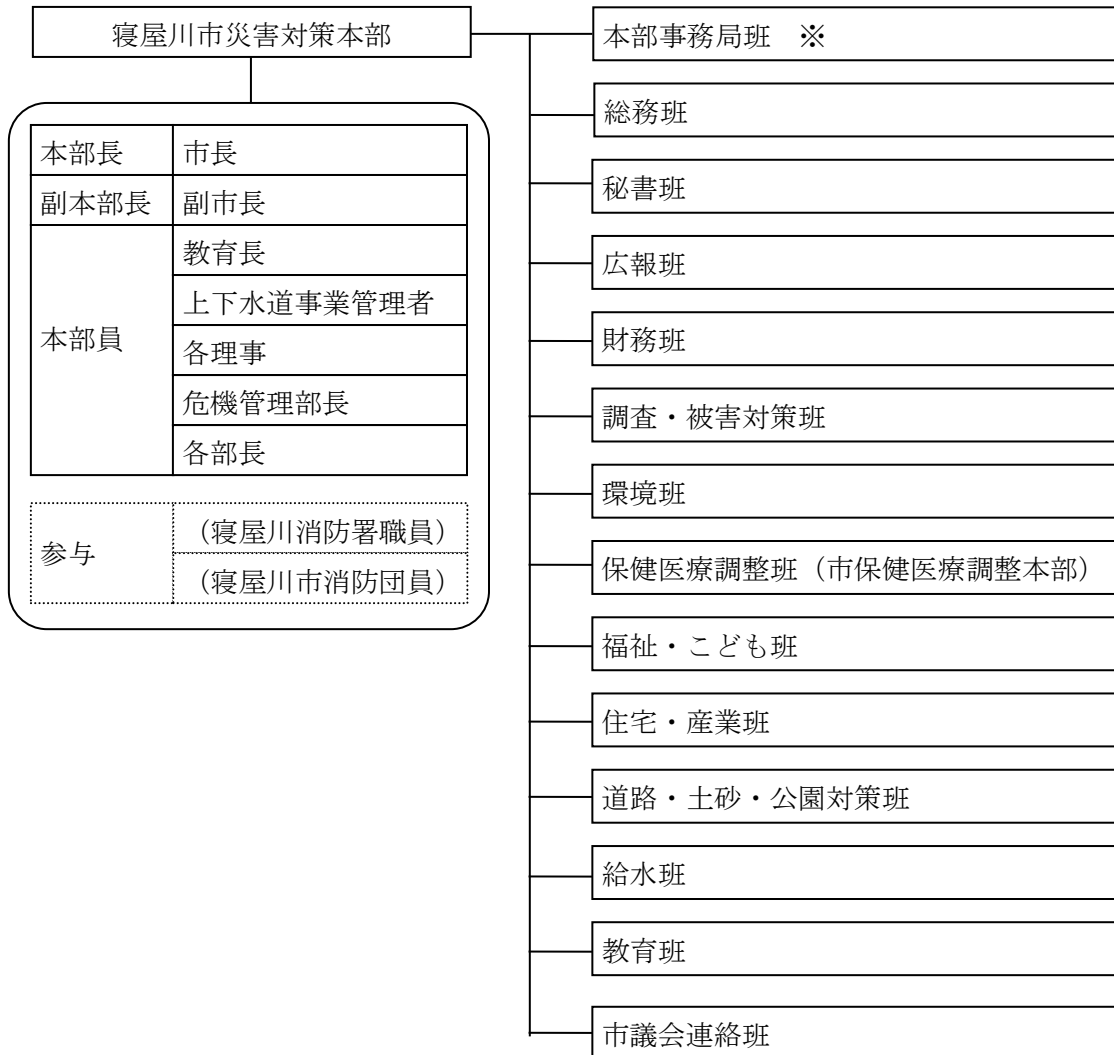 寝屋川市災害対策本部
本部長 市長
副本部長 副市長
本部員 教育長
上下水道事業管理者
各理事
危機管理部長
各部長
参与 （寝屋川消防署職員）
（寝屋川市消防団員）
本部事務局班 ※
総務班
秘書班
広報班
財務班
調査・被害対策班
環境班
保健医療調整班（市保健医療調整本部）
福祉・こども班
住宅・産業班
道路・土砂・公園対策班
給水班
教育班
市議会連絡班